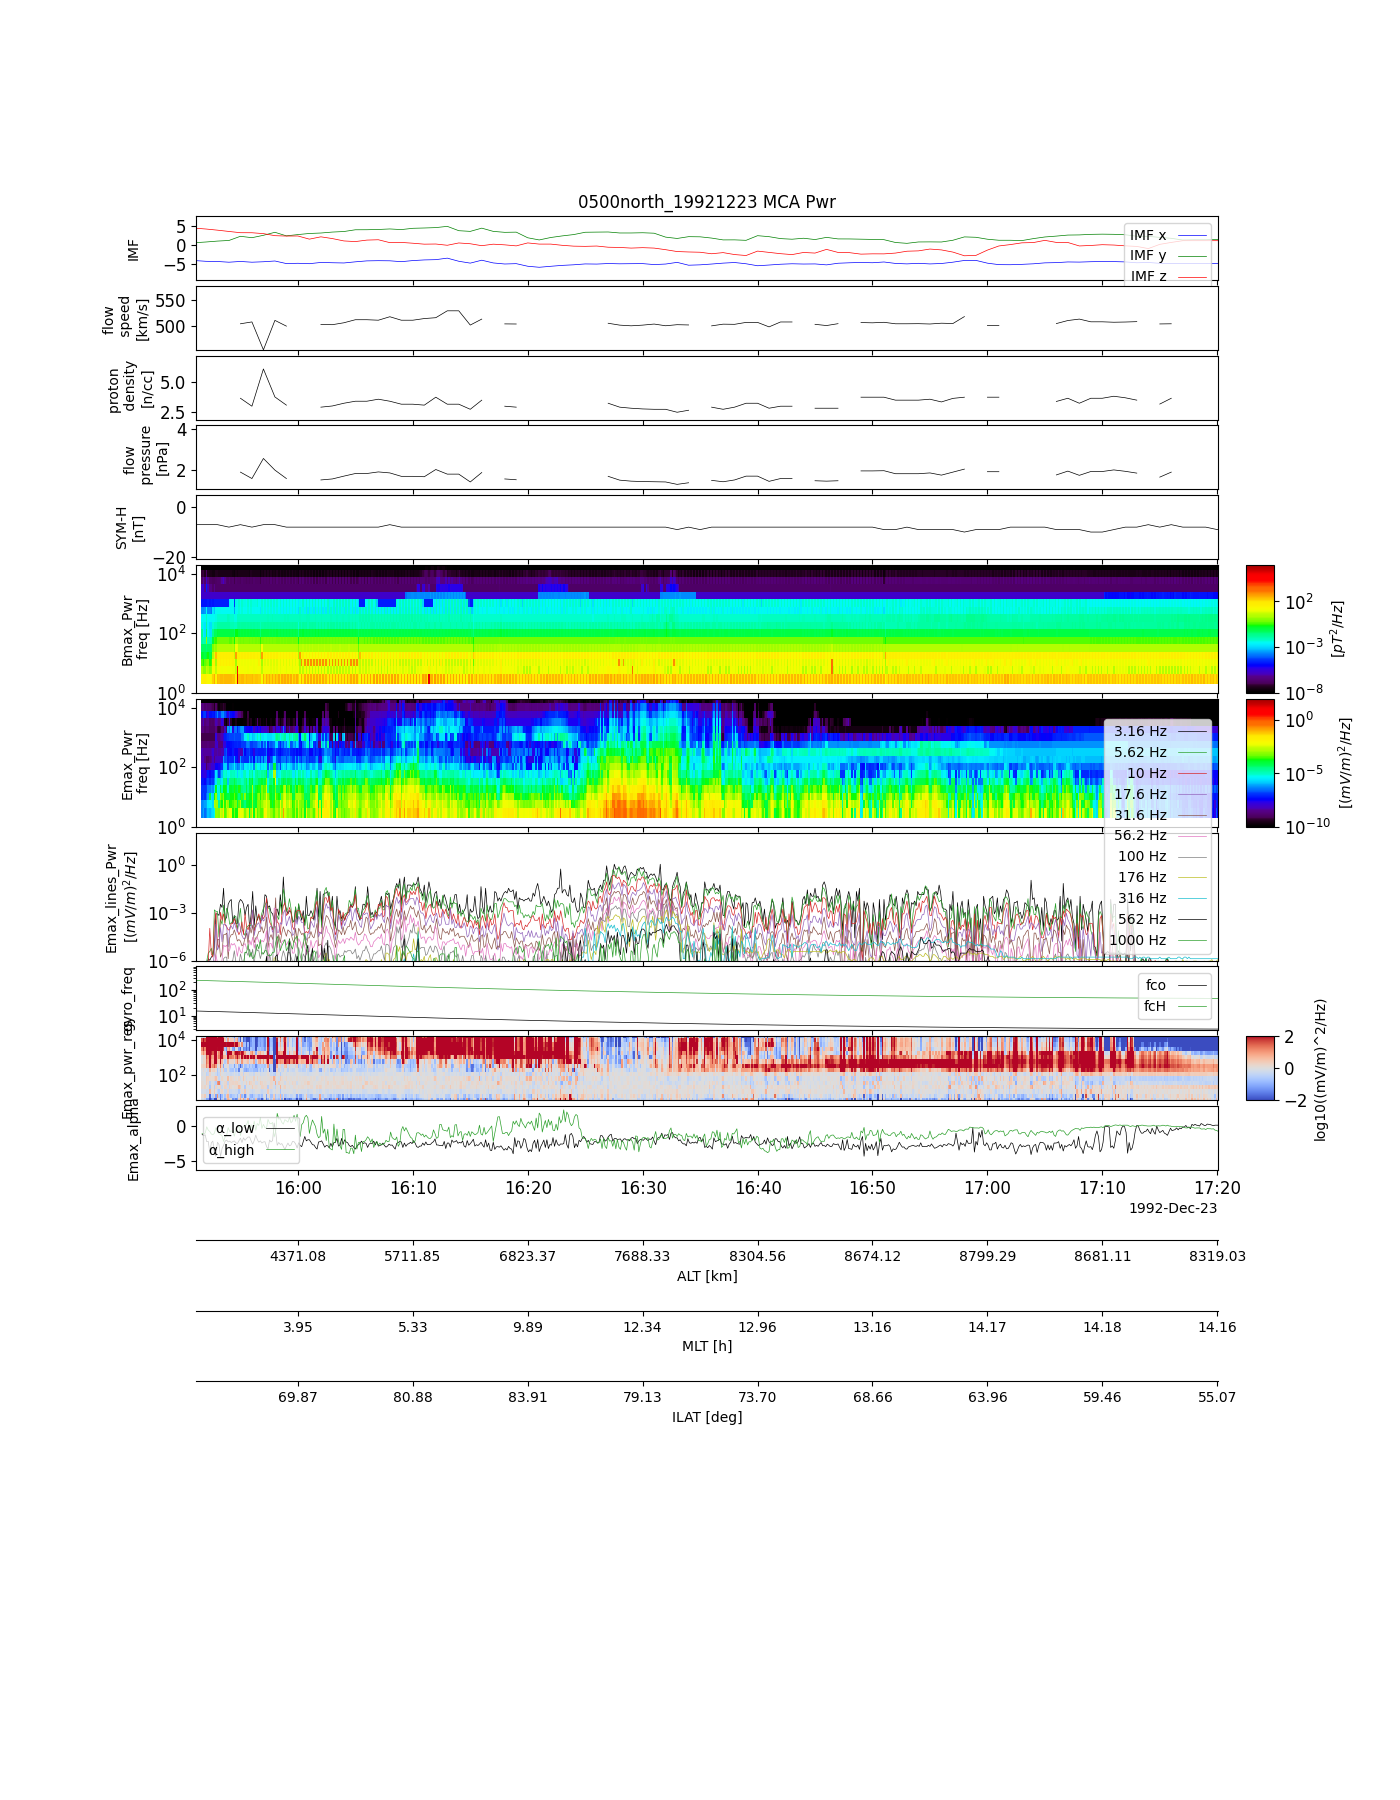 0500north_19921223 MCA Pwr
5
0
−5
IMF
IMF x
IMF y
IMF z
550
500
flow
speed
[km/s]
5.0
2.5
proton
density
[n/cc]
4
2
flow
pressure
[nPa]
0
−20
SYM-H
[nT]
10^4
10^2
10^0
Bmax_Pwr
freq [Hz]
10^2
10^−3
10^−8
[pT^2/Hz]
10^4
10^2
10^0
Emax_Pwr
freq [Hz]
10^0
10^−5
10^−10
[(mV/m)^2/Hz]
3.16 Hz
5.62 Hz
10 Hz
17.6 Hz
31.6 Hz
56.2 Hz
100 Hz
176 Hz
316 Hz
562 Hz
1000 Hz
10^0
10^−3
10^−6
Emax_lines_Pwr
[(mV/m)^2/Hz]
10^2
10^1
gyro_freq
fco
fcH
10^4
10^2
Emax_pwr_reg
2
0
−2
log10((mV/m)^2/Hz)
0
−5
Emax_alpha
α_low
α_high
16:00 16:10 16:20 16:30 16:40 16:50 17:00 17:10 17:20
1992-Dec-23
4371.08 5711.85 6823.37 7688.33 8304.56 8674.12 8799.29 8681.11 8319.03
ALT [km]
3.95 5.33 9.89 12.34 12.96 13.16 14.17 14.18 14.16
MLT [h]
69.87 80.88 83.91 79.13 73.70 68.66 63.96 59.46 55.07
ILAT [deg]